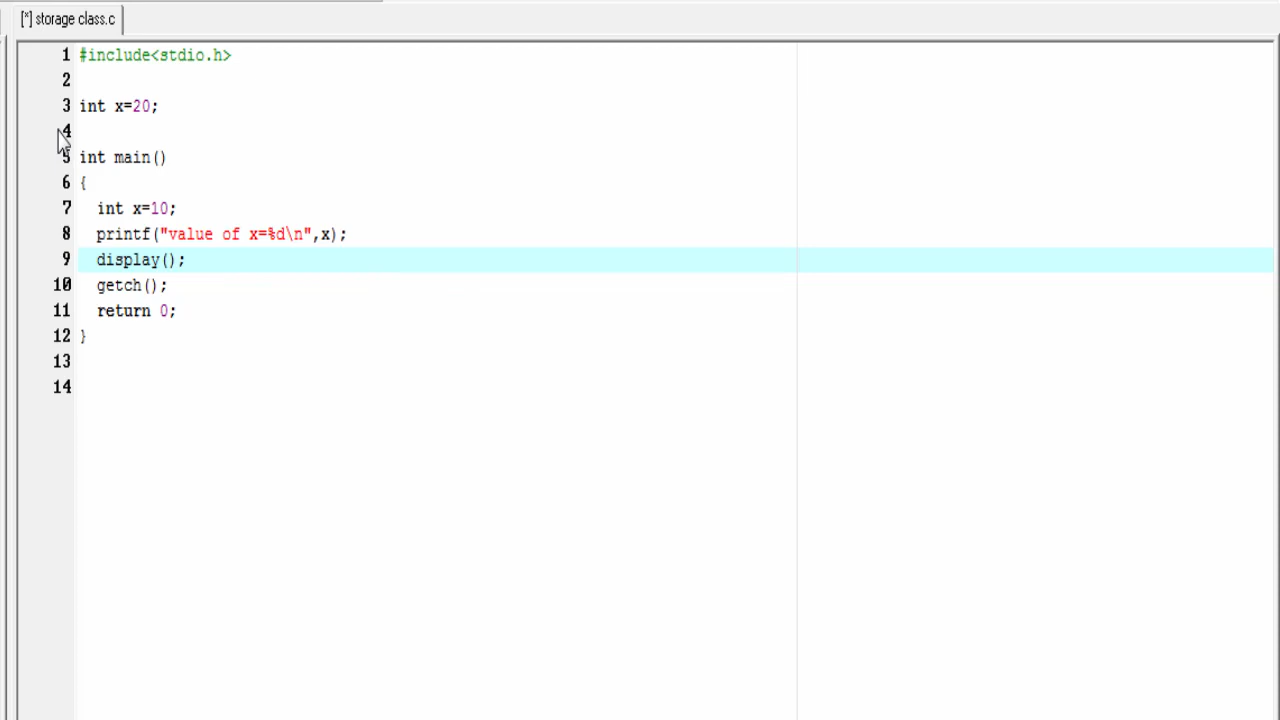 [*] storage class.c
1 #include<stdio.h>
2
3 int x=20;
4
5 int main()
6 {
7 int x=10;
8 printf("value of x=%d\n",x);
9 display();
10 getch();
11 return 0;
12 }
13
14